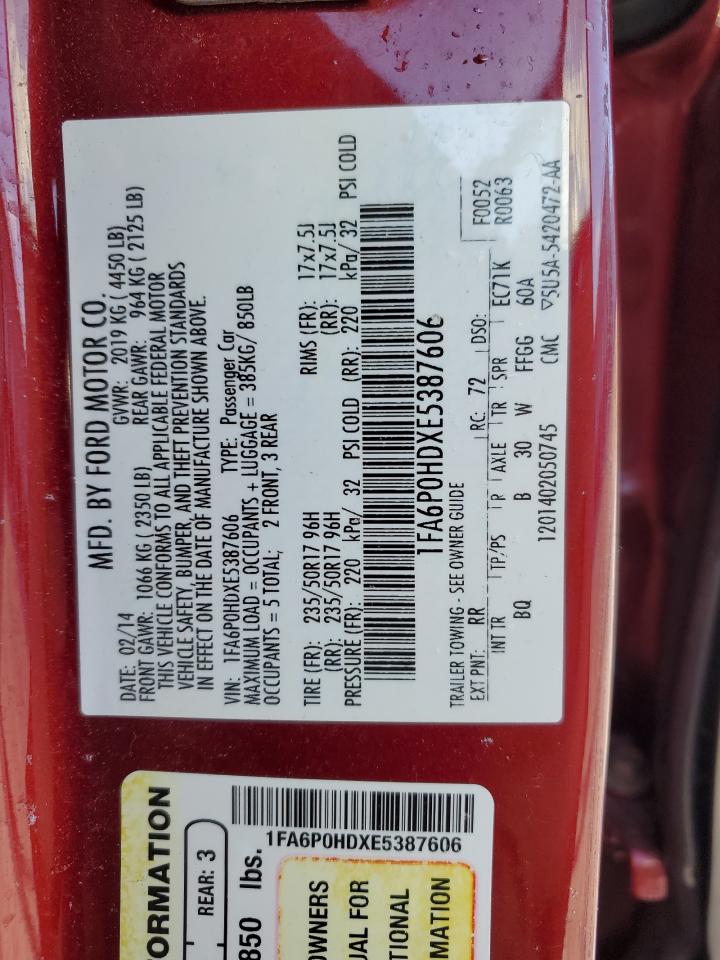 MFD. BY FORD MOTOR CO.
DATE: 02/14 GVWR: 2019 KG ( 4450 LB)
FRONT GAWR: 1066 KG ( 2350 LB) REAR GAWR: 964 KG ( 2125 LB)
THIS VEHICLE CONFORMS TO ALL APPLICABLE FEDERAL MOTOR
VEHICLE SAFETY, BUMPER, AND THEFT PREVENTION STANDARDS
IN EFFECT ON THE DATE OF MANUFACTURE SHOWN ABOVE.
VIN: 1FA6P0HDXE5387606 TYPE: Passenger Car
MAXIMUM LOAD = OCCUPANTS + LUGGAGE = 385KG/ 850LB
OCCUPANTS = 5 TOTAL; 2 FRONT, 3 REAR
TIRE (FR): 235/50R17 96H RIMS (FR): 17x7.5J
(RR): 235/50R17 96H (RR): 17x7.5J
PRESSURE (FR): 220 kPa/ 32 PSI COLD (RR): 220 kPa/ 32 PSI COLD
1FA6P0HDXE5387606
TRAILER TOWING - SEE OWNER GUIDE
EXT PNT: RR RC: 72 DSO: F0052
R0063
INT TR TP/PS R AXLE TR SPR EC71K
BQ B 30 W FFGG 60A
1201402050745 CMC ▽5U5A-5420472-AA
ORMATION
REAR: 3
850 lbs.
1FA6P0HDXE5387606
OWNERS
UAL FOR
TIONAL
MATION